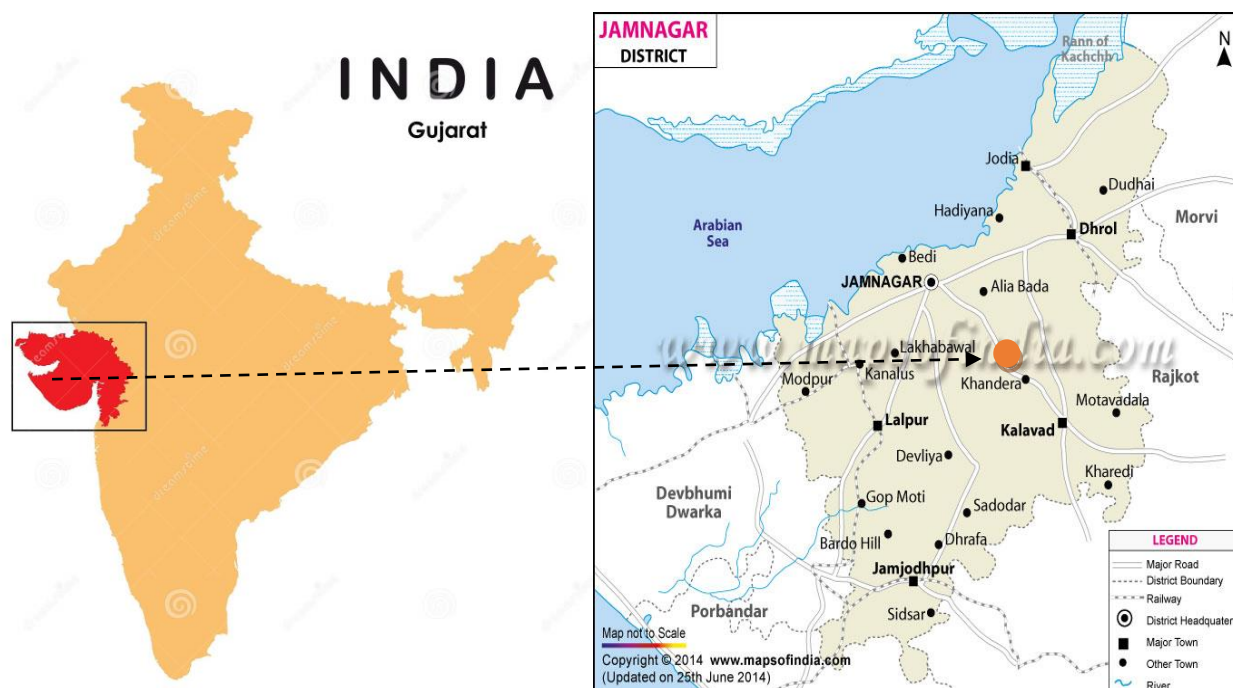 INDIA
Gujarat
JAMNAGAR
DISTRICT
Rann of
Kachchh
N
Jodia
Dudhai
Hadiyana
Morvi
Arabian
Sea
Dhrol
Bedi
JAMNAGAR
Alia Bada
www.mapsofindia.com
Lakhabawal
Kanalus
Khandera
Rajkot
Modpur
Motavadala
Lalpur
Kalavad
Devliya
Kharedi
Devbhumi
Dwarka
Gop Moti
Sadodar
Bardo Hill
Dhrafa
Jamjodhpur
Porbandar
Sidsar
LEGEND
Major Road
District Boundary
Railway
District Headquater
Major Town
Other Town
River
Map not to Scale
Copyright © 2014 www.mapsofindia.com
(Updated on 25th June 2014)